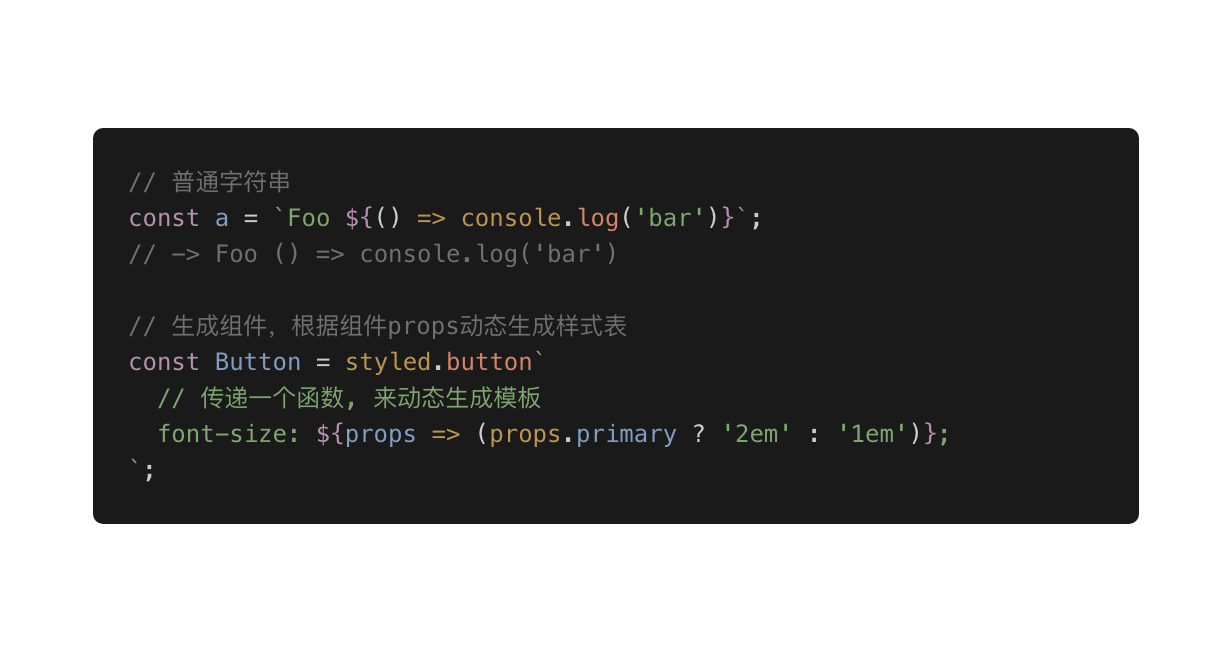 // 普通字符串
const a = `Foo ${() => console.log('bar')}`;
// -> Foo () => console.log('bar')
// 生成组件，根据组件props动态生成样式表
const Button = styled.button`
// 传递一个函数, 来动态生成模板
font-size: ${props => (props.primary ? '2em' : '1em')};
`;